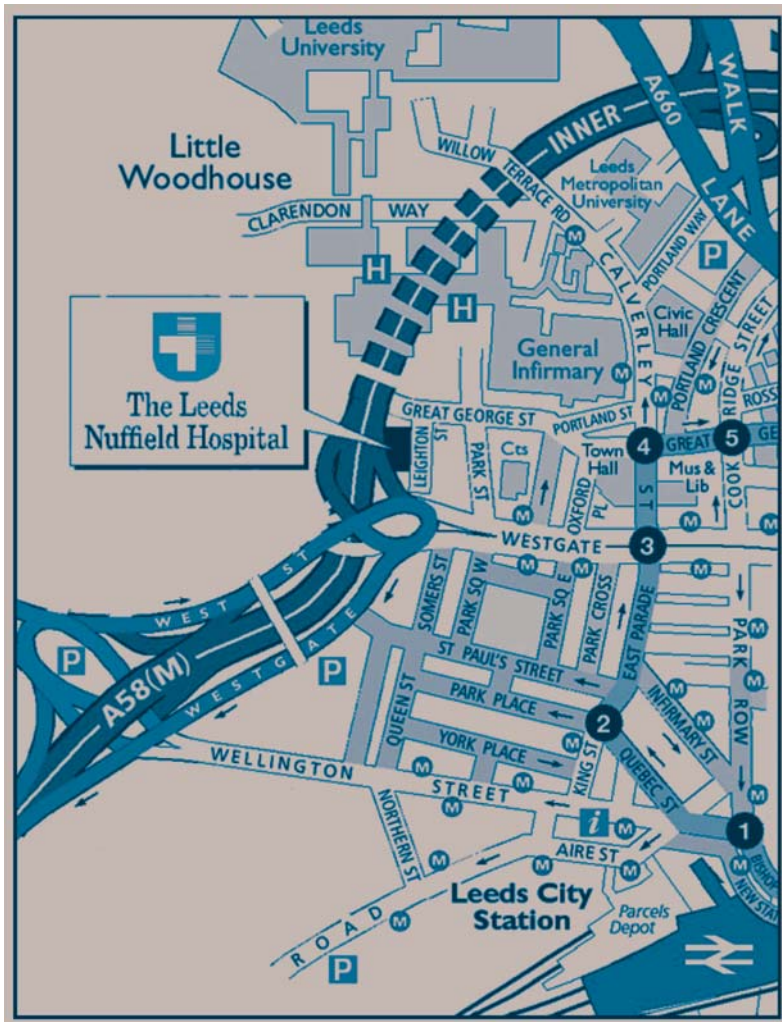 Leeds
University
INNER
A660
WALK
LANE
Little
Woodhouse
WILLOW
TERRACE RD
Leeds
Metropolitan
University
CLARENDON WAY
M
PORTLAND WAY
P
H
H
CALVERLEY
ST
Civic
Hall
PORTLAND CRESCENT
COOKRIDGE STREET
General
Infirmary
M
M
ROSS
The Leeds
Nuffield Hospital
GREAT GEORGE ST
PORTLAND ST
LEIGHTON
ST
PARK ST
Cts
OXFORD
PL
Town
Hall
4
GREAT
5
GE
Mus &
Lib
M
M
M
WESTGATE
3
M
M
M
M
WEST ST
WESTGATE
A58(M)
P
P
SOMERS ST
PARK SQ W
PARK SQ E
PARK CROSS
EAST PARADE
PARK ROW
M
M
ST PAUL'S STREET
PARK PLACE
YORK PLACE
QUEEN ST
2
KING ST
INFIRMARY ST
QUEBEC ST
M
M
M
M
WELLINGTON
STREET
M
M
M
NORTHERN ST
i
M
1
AIRE ST
M
M
M
M
BISHOP
NEW STA
Leeds City
Station
Parcels
Depot
ROAD
M
P